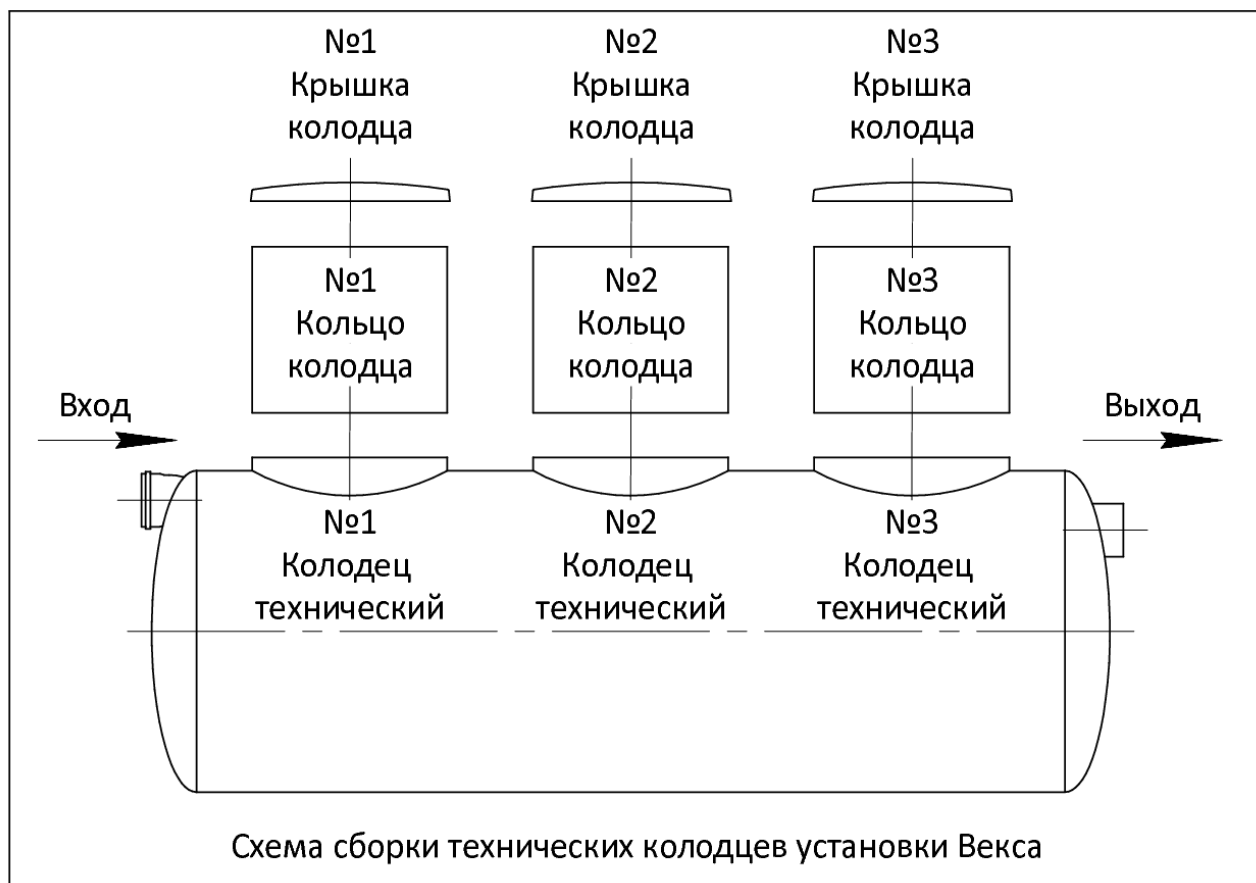 №1
Крышка
колодца
№2
Крышка
колодца
№3
Крышка
колодца
№1
Кольцо
колодца
№2
Кольцо
колодца
№3
Кольцо
колодца
Вход
Выход
№1
Колодец
технический
№2
Колодец
технический
№3
Колодец
технический
Схема сборки технических колодцев установки Векса